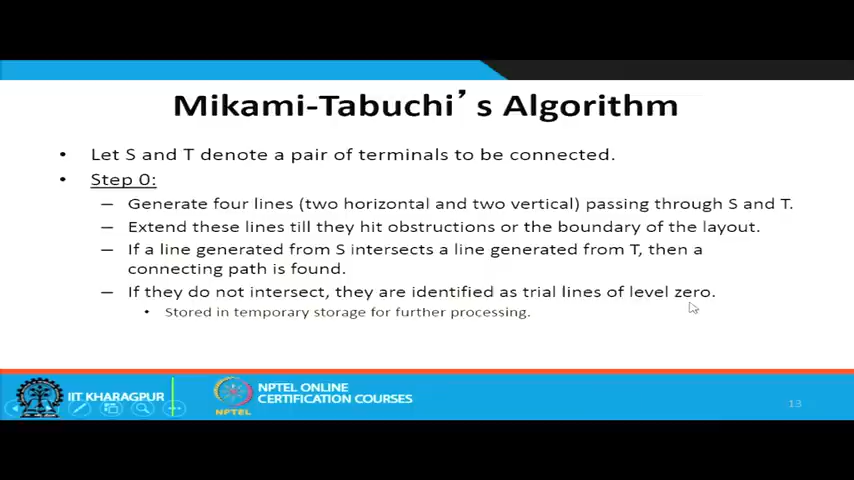 Mikami-Tabuchi's Algorithm
• Let S and T denote a pair of terminals to be connected.
• Step 0:
– Generate four lines (two horizontal and two vertical) passing through S and T.
– Extend these lines till they hit obstructions or the boundary of the layout.
– If a line generated from S intersects a line generated from T, then a
connecting path is found.
– If they do not intersect, they are identified as trial lines of level zero.
• Stored in temporary storage for further processing.
IIT KHARAGPUR
NPTEL
NPTEL ONLINE
CERTIFICATION COURSES
13